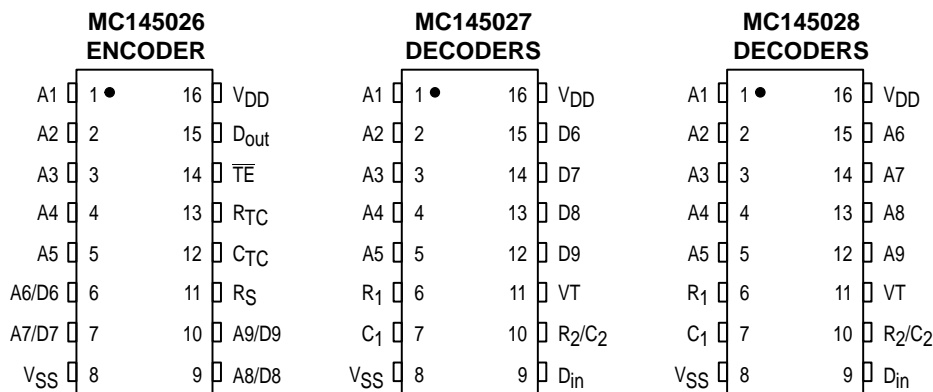 MC145026 MC145027 MC145028
ENCODER DECODERS DECODERS
A1 1 16 VDD A1 1 16 VDD A1 1 16 VDD
A2 2 15 Dout A2 2 15 D6 A2 2 15 A6
A3 3 14 T̅E̅ A3 3 14 D7 A3 3 14 A7
A4 4 13 RTC A4 4 13 D8 A4 4 13 A8
A5 5 12 CTC A5 5 12 D9 A5 5 12 A9
A6/D6 6 11 RS R1 6 11 VT R1 6 11 VT
A7/D7 7 10 A9/D9 C1 7 10 R2/C2 C1 7 10 R2/C2
VSS 8 9 A8/D8 VSS 8 9 Din VSS 8 9 Din